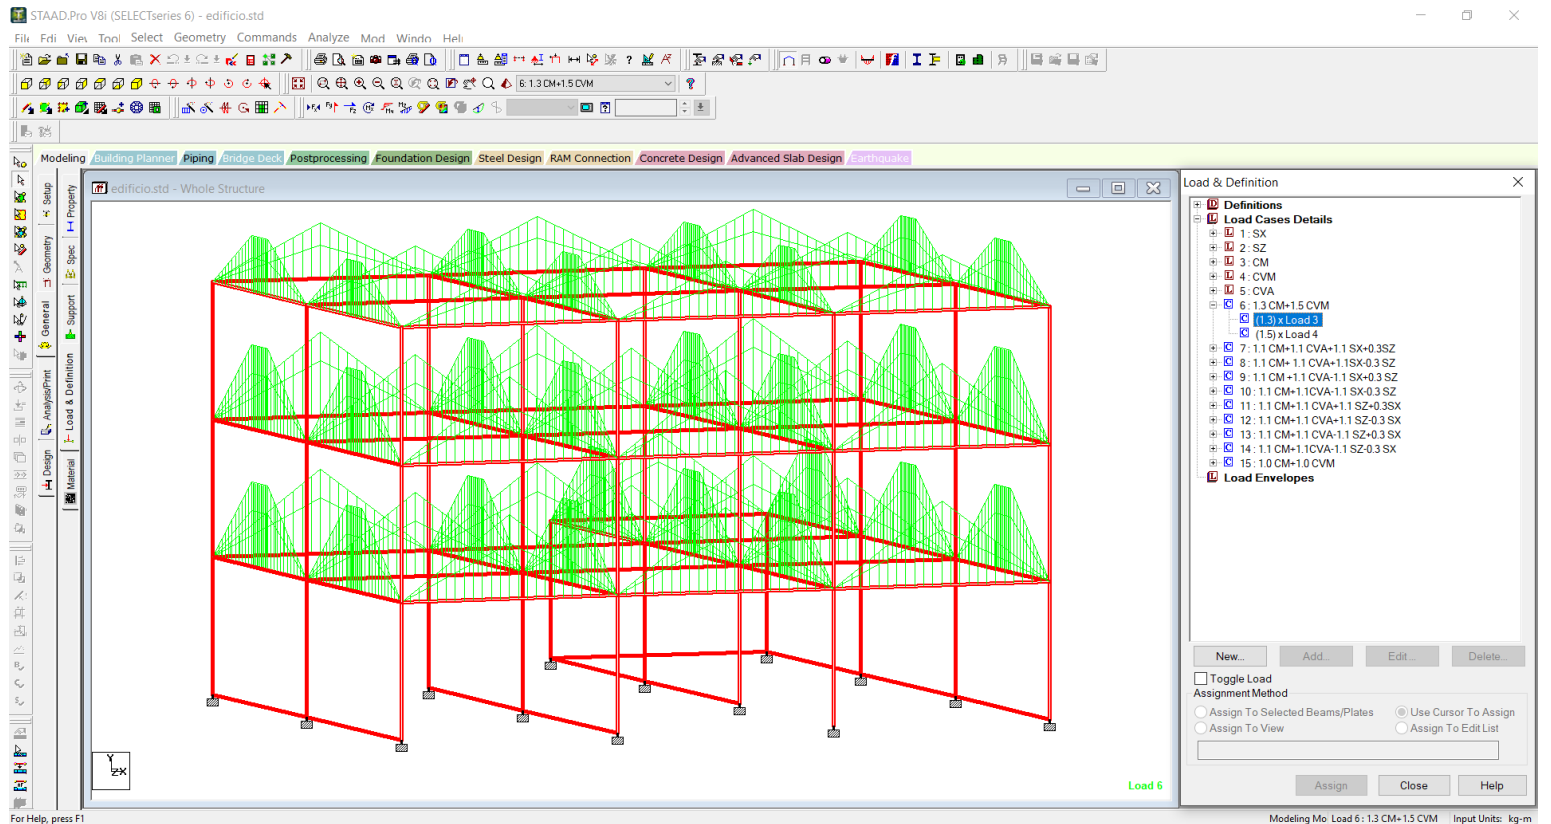 STAAD.Pro V8i (SELECTseries 6) - edificio.std
Select Geometry Commands Analyze Mod Windo
6: 1.3 CM+1.5 CVM
Modeling Building Planner Piping Bridge Deck Postprocessing Foundation Design Steel Design RAM Connection Concrete Design Advanced Slab Design Earthquake
Setup
Geometry
General
Analysis/Print
Design
Property
Spec
Support
Load & Definition
Material
edificio.std - Whole Structure
Y
Z X
Load 6
Load & Definition
Definitions
Load Cases Details
1 : SX
2 : SZ
3 : CM
4 : CVM
5 : CVA
6 : 1.3 CM+1.5 CVM
(1.3) x Load 3
(1.5) x Load 4
7 : 1.1 CM+1.1 CVA+1.1 SX+0.3SZ
8 : 1.1 CM+ 1.1 CVA+1.1SX-0.3 SZ
9 : 1.1 CM +1.1 CVA-1.1 SX+0.3 SZ
10 : 1.1 CM+1.1CVA-1.1 SX-0.3 SZ
11 : 1.1 CM+1.1 CVA+1.1 SZ+0.3SX
12 : 1.1 CM+1.1 CVA+1.1 SZ-0.3 SX
13 : 1.1 CM+1.1 CVA-1.1 SZ+0.3 SX
14 : 1.1 CM+1.1CVA-1.1 SZ-0.3 SX
15 : 1.0 CM+1.0 CVM
Load Envelopes
New... Add... Edit... Delete...
Toggle Load
Assignment Method
Assign To Selected Beams/Plates Use Cursor To Assign
Assign To View Assign To Edit List
Assign Close Help
For Help, press F1
Modeling Mo Load 6 : 1.3 CM+1.5 CVM Input Units: kg-m